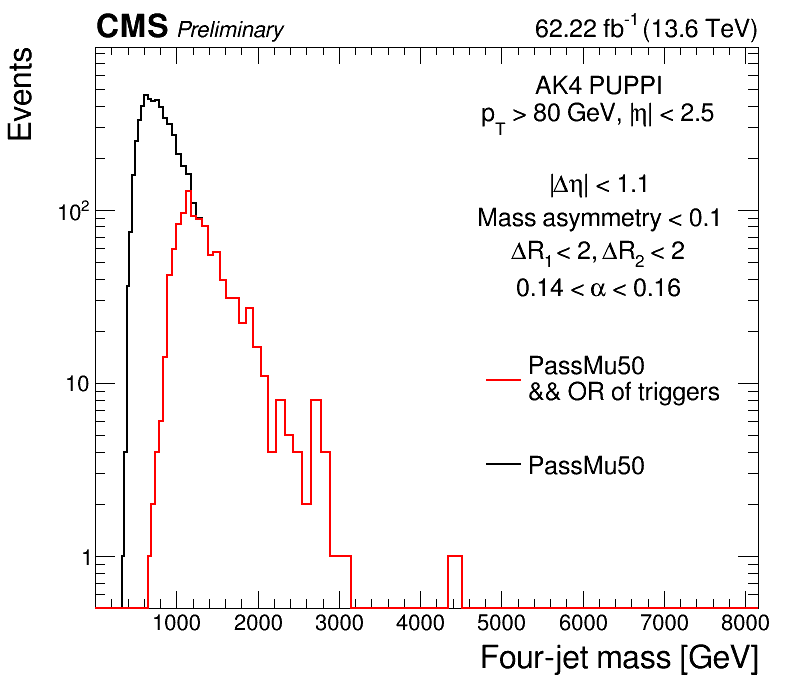 CMS Preliminary 62.22 fb-1 (13.6 TeV)
Events
AK4 PUPPI
pT > 80 GeV, |η| < 2.5
|Δη| < 1.1
Mass asymmetry < 0.1
ΔR1 < 2, ΔR2 < 2
0.14 < α < 0.16
PassMu50
&& OR of triggers
PassMu50
10²
10
1
1000 2000 3000 4000 5000 6000 7000 8000
Four-jet mass [GeV]